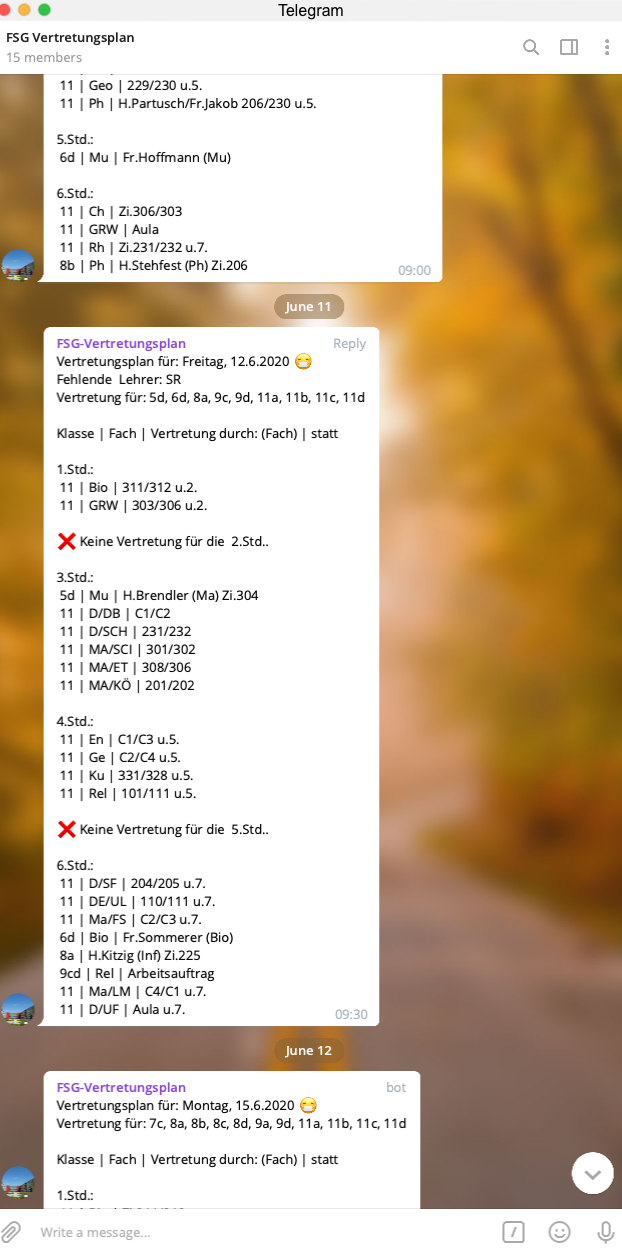 Telegram
FSG Vertretungsplan
15 members
11 | Geo | 229/230 u.5.
11 | Ph | H.Partusch/Fr.Jakob 206/230 u.5.
5.Std.:
6d | Mu | Fr.Hoffmann (Mu)
6.Std.:
11 | Ch | Zi.306/303
11 | GRW | Aula
11 | Rh | Zi.231/232 u.7.
8b | Ph | H.Stehfest (Ph) Zi.206
09:00
June 11
FSG-Vertretungsplan Reply
Vertretungsplan für: Freitag, 12.6.2020 😷
Fehlende Lehrer: SR
Vertretung für: 5d, 6d, 8a, 9c, 9d, 11a, 11b, 11c, 11d
Klasse | Fach | Vertretung durch: (Fach) | statt
1.Std.:
11 | Bio | 311/312 u.2.
11 | GRW | 303/306 u.2.
❌ Keine Vertretung für die 2.Std..
3.Std.:
5d | Mu | H.Brendler (Ma) Zi.304
11 | D/DB | C1/C2
11 | D/SCH | 231/232
11 | MA/SCI | 301/302
11 | MA/ET | 308/306
11 | MA/KÖ | 201/202
4.Std.:
11 | En | C1/C3 u.5.
11 | Ge | C2/C4 u.5.
11 | Ku | 331/328 u.5.
11 | Rel | 101/111 u.5.
❌ Keine Vertretung für die 5.Std..
6.Std.:
11 | D/SF | 204/205 u.7.
11 | DE/UL | 110/111 u.7.
11 | Ma/FS | C2/C3 u.7.
6d | Bio | Fr.Sommerer (Bio)
8a | H.Kitzig (Inf) Zi.225
9cd | Rel | Arbeitsauftrag
11 | Ma/LM | C4/C1 u.7.
11 | D/UF | Aula u.7.
09:30
June 12
FSG-Vertretungsplan bot
Vertretungsplan für: Montag, 15.6.2020 😷
Vertretung für: 7c, 8a, 8b, 8c, 8d, 9a, 9d, 11a, 11b, 11c, 11d
Klasse | Fach | Vertretung durch: (Fach) | statt
1.Std.:
Write a message...